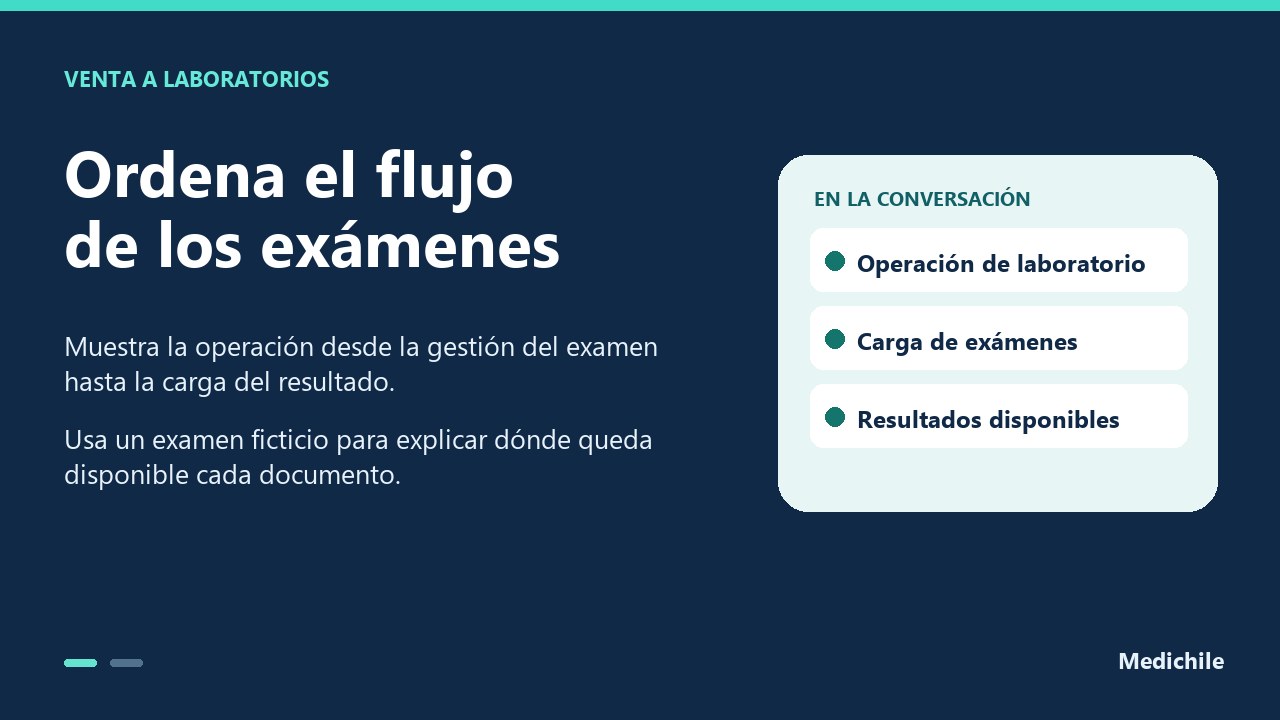 VENTA A LABORATORIOS
Ordena el flujo
de los exámenes
Muestra la operación desde la gestión del examen
hasta la carga del resultado.
Usa un examen ficticio para explicar dónde queda
disponible cada documento.
EN LA CONVERSACIÓN
Operación de laboratorio
Carga de exámenes
Resultados disponibles
Medichile